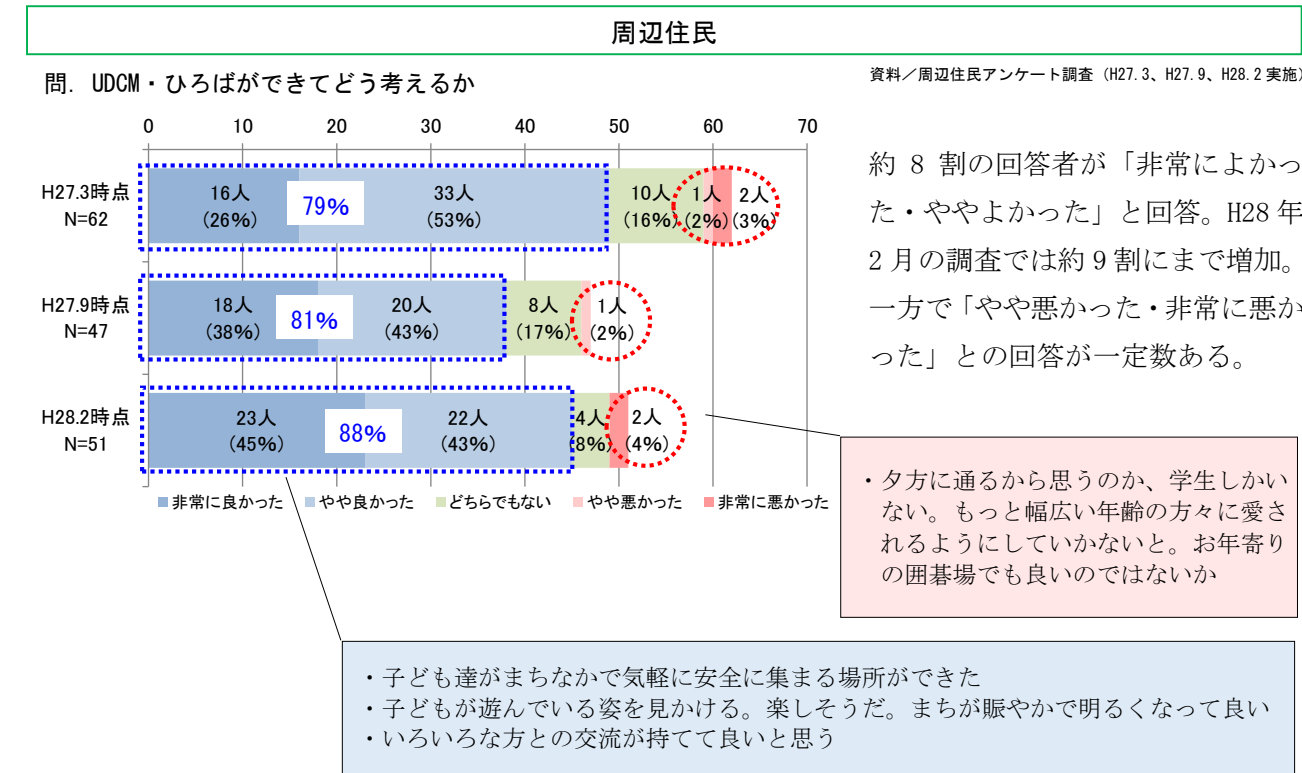 周辺住民
問. UDCM・ひろばができてどう考えるか
資料／周辺住民アンケート調査（H27.3、H27.9、H28.2実施）
0 10 20 30 40 50 60 70
H27.3時点
N=62
16人
(26%)
79%
33人
(53%)
10人
(16%)
1人
(2%)
2人
(3%)
H27.9時点
N=47
18人
(38%)
81%
20人
(43%)
8人
(17%)
1人
(2%)
H28.2時点
N=51
23人
(45%)
88%
22人
(43%)
4人
(8%)
2人
(4%)
非常に良かった やや良かった どちらでもない やや悪かった 非常に悪かった
約 8 割の回答者が「非常によかっ
た・ややよかった」と回答。H28 年
2 月の調査では約 9 割にまで増加。
一方で「やや悪かった・非常に悪か
った」との回答が一定数ある。
・夕方に通るから思うのか、学生しかい
ない。もっと幅広い年齢の方々に愛さ
れるようにしていかないと。お年寄り
の囲碁場でも良いのではないか
・子ども達がまちなかで気軽に安全に集まる場所ができた
・子どもが遊んでいる姿を見かける。楽しそうだ。まちが賑やかで明るくなって良い
・いろいろな方との交流が持てて良いと思う